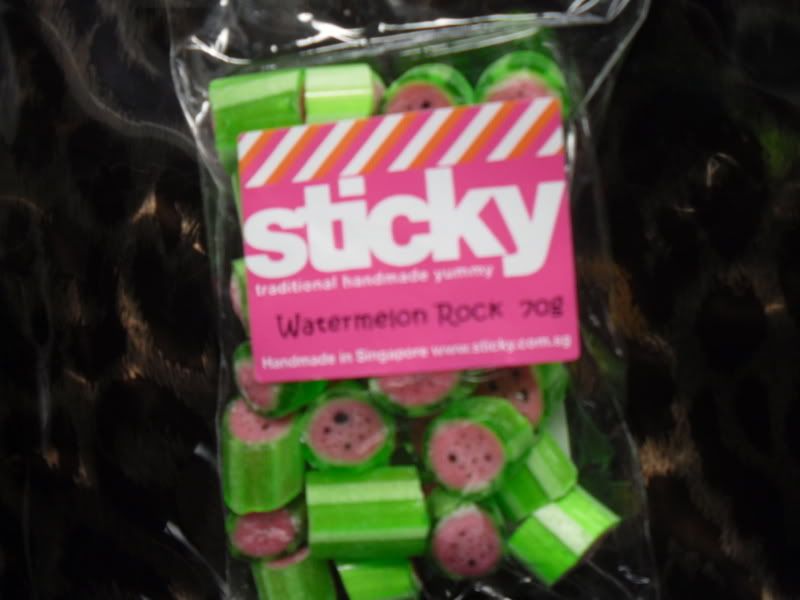 sticky
traditional handmade yummy
Watermelon Rock 70g
Handmade in Singapore www.sticky.com.sg